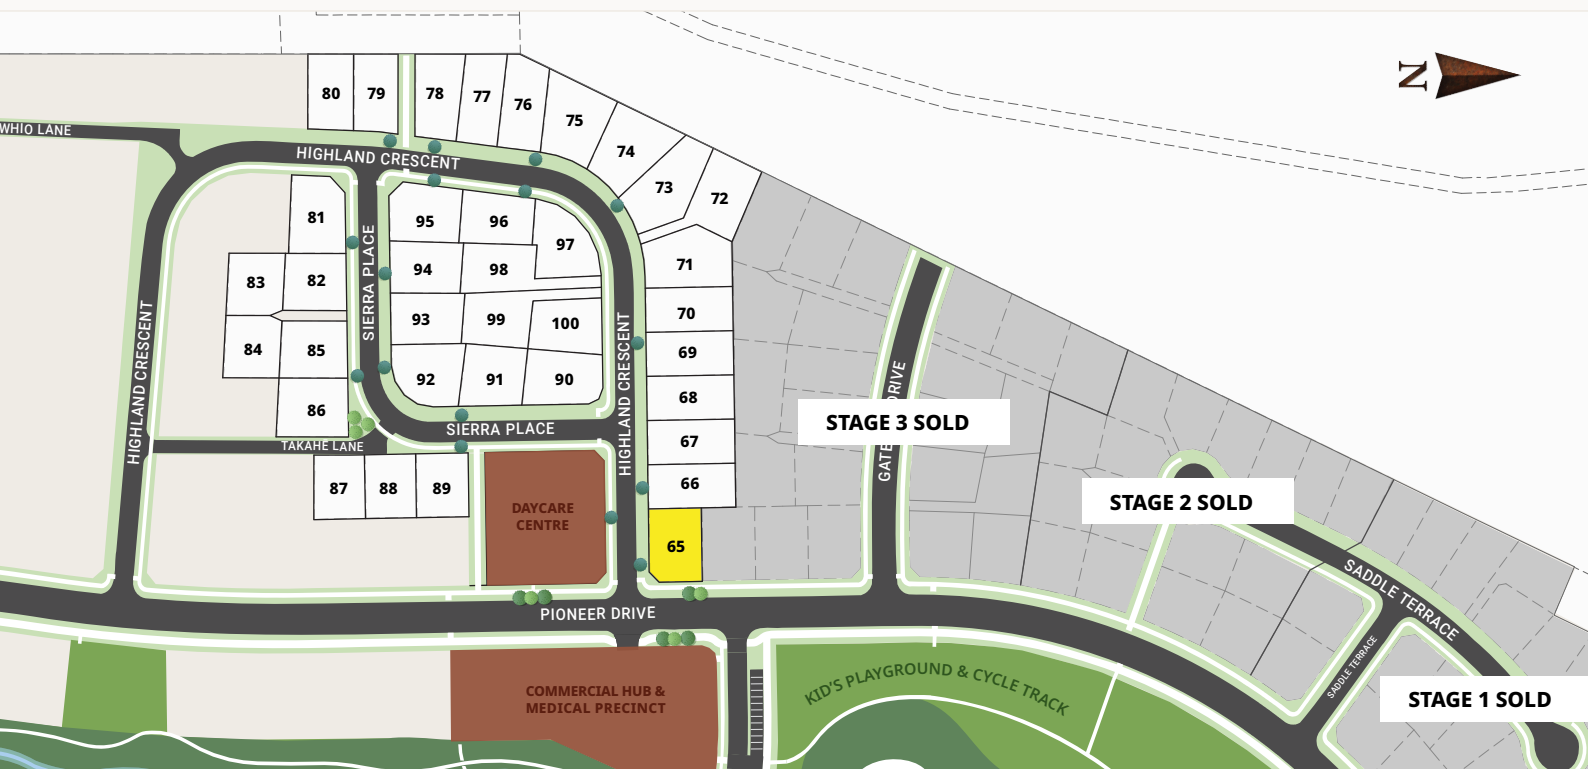 N
80
79
78
77
76
75
74
73
72
WHIO LANE
HIGHLAND CRESCENT
81
95
96
97
SIERRA PLACE
83
82
94
98
71
93
99
100
70
84
85
69
92
91
90
86
68
HIGHLAND CRESCENT
HIGHLAND CRESCENT
GATE DRIVE
STAGE 3 SOLD
SIERRA PLACE
TAKAHE LANE
67
66
87
88
89
DAYCARE
CENTRE
65
STAGE 2 SOLD
SADDLE TERRACE
PIONEER DRIVE
SADDLE TERRACE
COMMERCIAL HUB &
MEDICAL PRECINCT
KID'S PLAYGROUND & CYCLE TRACK
STAGE 1 SOLD